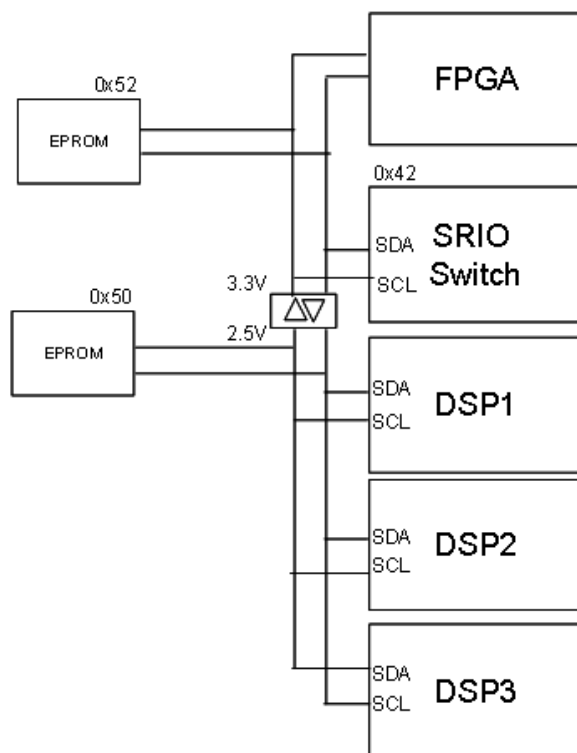 FPGA
0x52
EPROM
0x42
SDA
SRIO
Switch
SCL
3.3V
0x50
2.5V
EPROM
SDA
DSP1
SCL
SDA
DSP2
SCL
SDA
DSP3
SCL